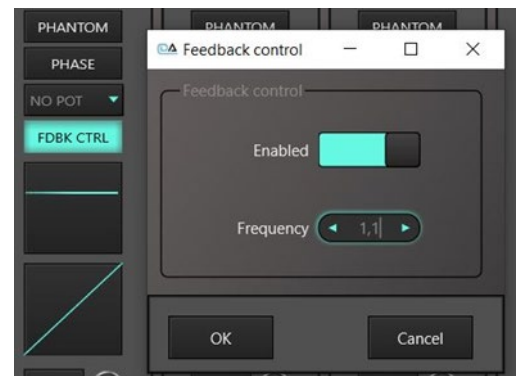 PHANTOM
PHANTOM
PHANTOM
PHASE
NO POT
FDBK CTRL
Feedback control
Feedback control
Enabled
Frequency
1,1
OK
Cancel